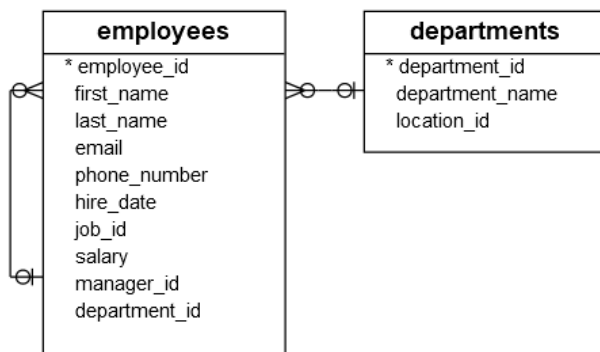 employees
* employee_id
first_name
last_name
email
phone_number
hire_date
job_id
salary
manager_id
department_id
departments
* department_id
department_name
location_id